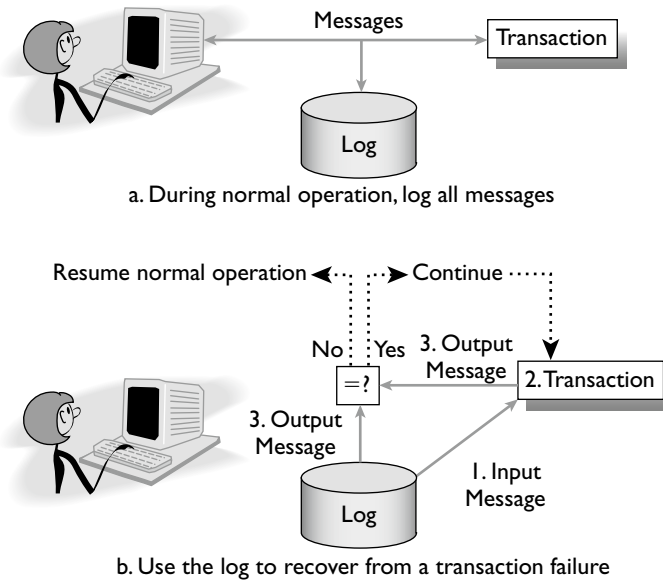 Messages
Transaction
Log
a. During normal operation, log all messages
Resume normal operation
Continue
No
Yes
3. Output
Message
=?
2. Transaction
3. Output
Message
1. Input
Message
Log
b. Use the log to recover from a transaction failure